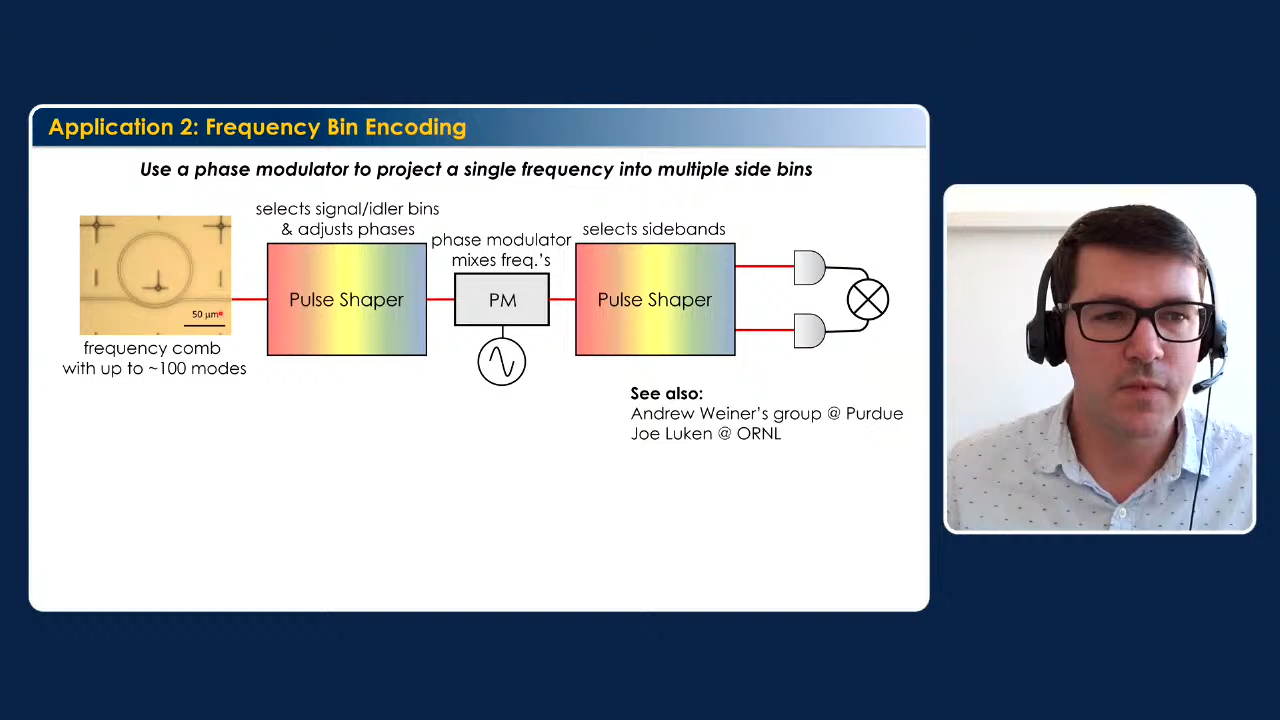 Application 2: Frequency Bin Encoding
Use a phase modulator to project a single frequency into multiple side bins
selects signal/idler bins
& adjusts phases
phase modulator
mixes freq.'s
selects sidebands
50 μm
Pulse Shaper
PM
Pulse Shaper
frequency comb
with up to ~100 modes
See also:
Andrew Weiner's group @ Purdue
Joe Luken @ ORNL